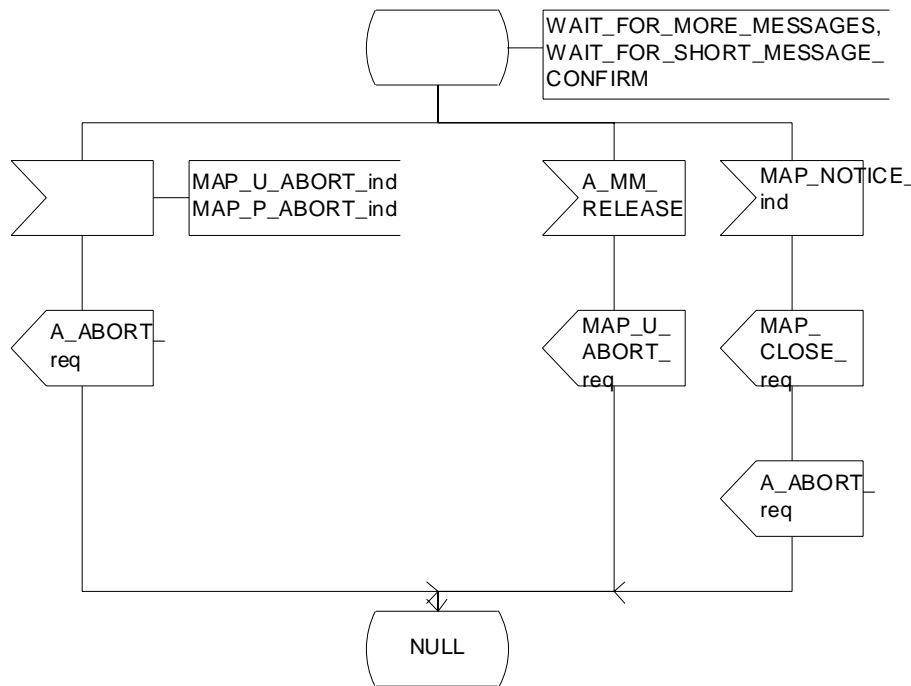 WAIT_FOR_MORE_MESSAGES,
WAIT_FOR_SHORT_MESSAGE_
CONFIRM
MAP_U_ABORT_ind
MAP_P_ABORT_ind
A_MM_
RELEASE
MAP_NOTICE_
ind
A_ABORT_
req
MAP_U_
ABORT_
req
MAP_
CLOSE_
req
A_ABORT_
req
NULL